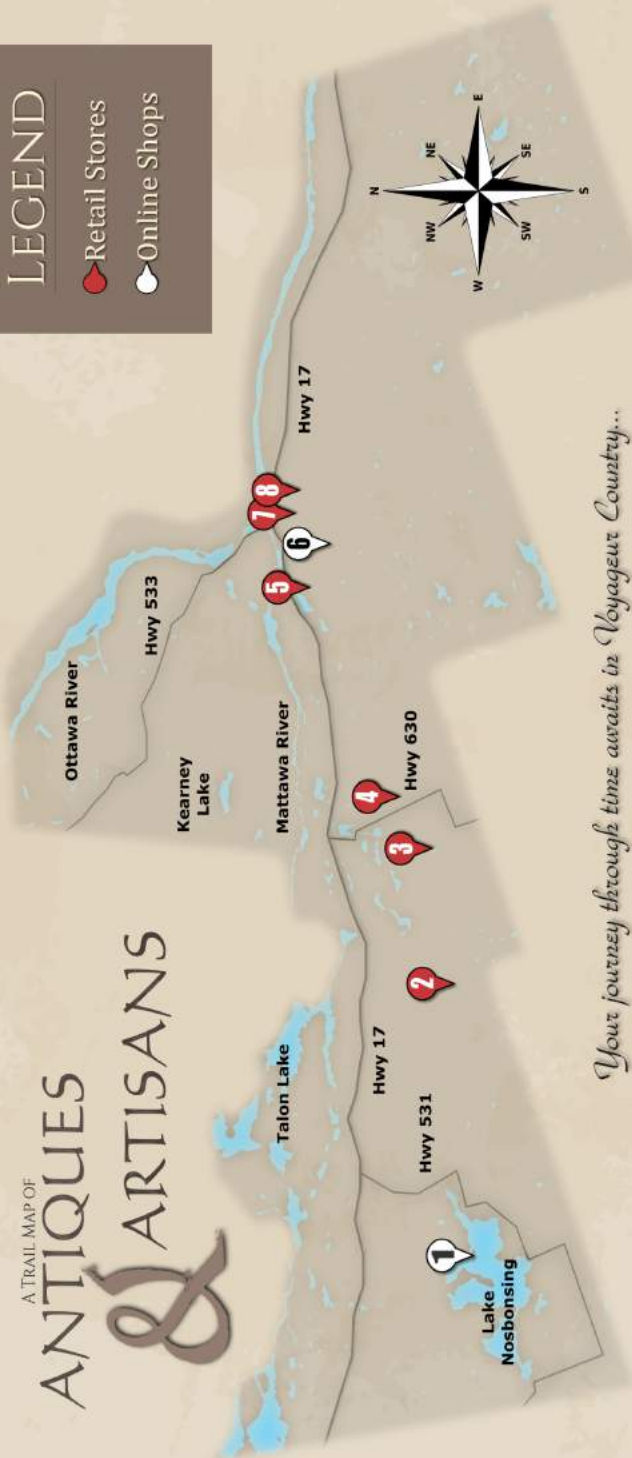 A TRAIL MAP OF
ANTIQUES
& ARTISANS
LEGEND
Retail Stores
Online Shops
Ottawa River
Hwy 533
Kearney
Lake
Mattawa River
Talon Lake
Hwy 17
7
8
6
5
Hwy 17
4
Hwy 630
3
2
Hwy 531
1
Lake
Nosbonsing
N
NE
E
SE
S
SW
W
NW
Your journey through time awaits in Voyageur Country...